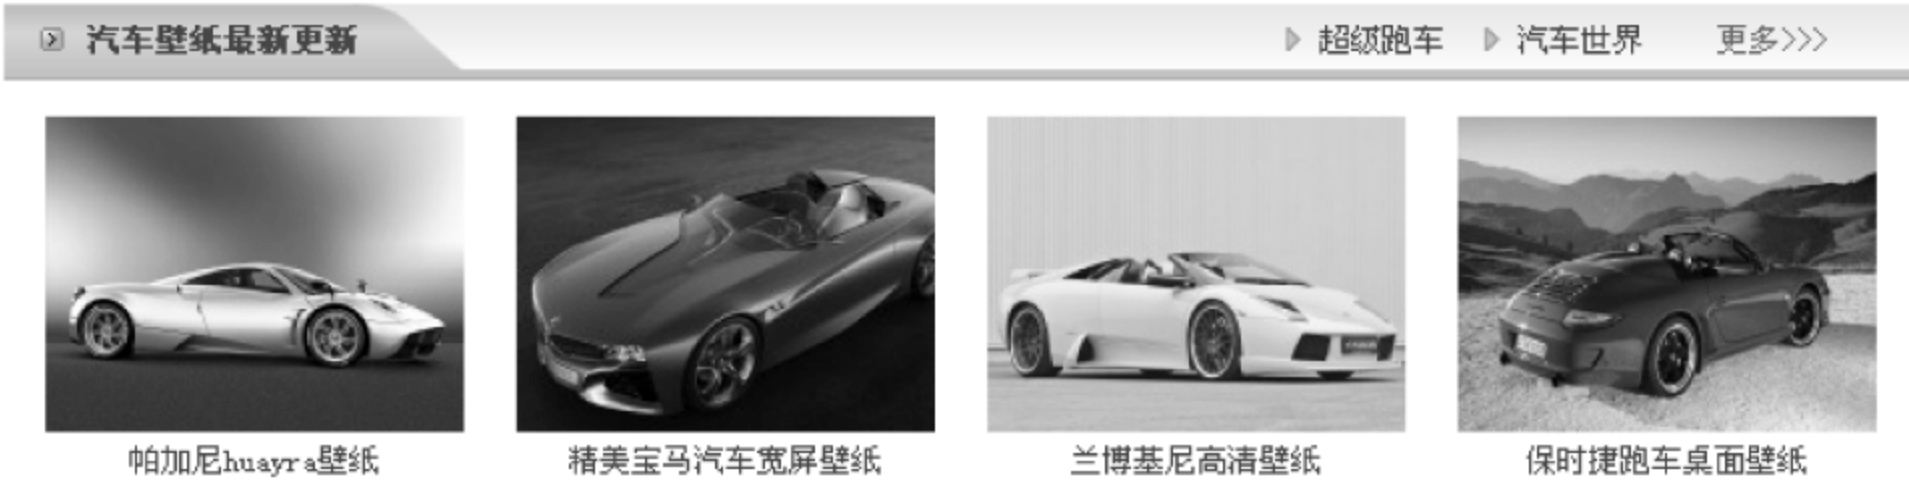 汽车壁纸最新更新 超级跑车 汽车世界 更多>>>
帕加尼huayra壁纸 精美宝马汽车宽屏壁纸 兰博基尼高清壁纸 保时捷跑车桌面壁纸